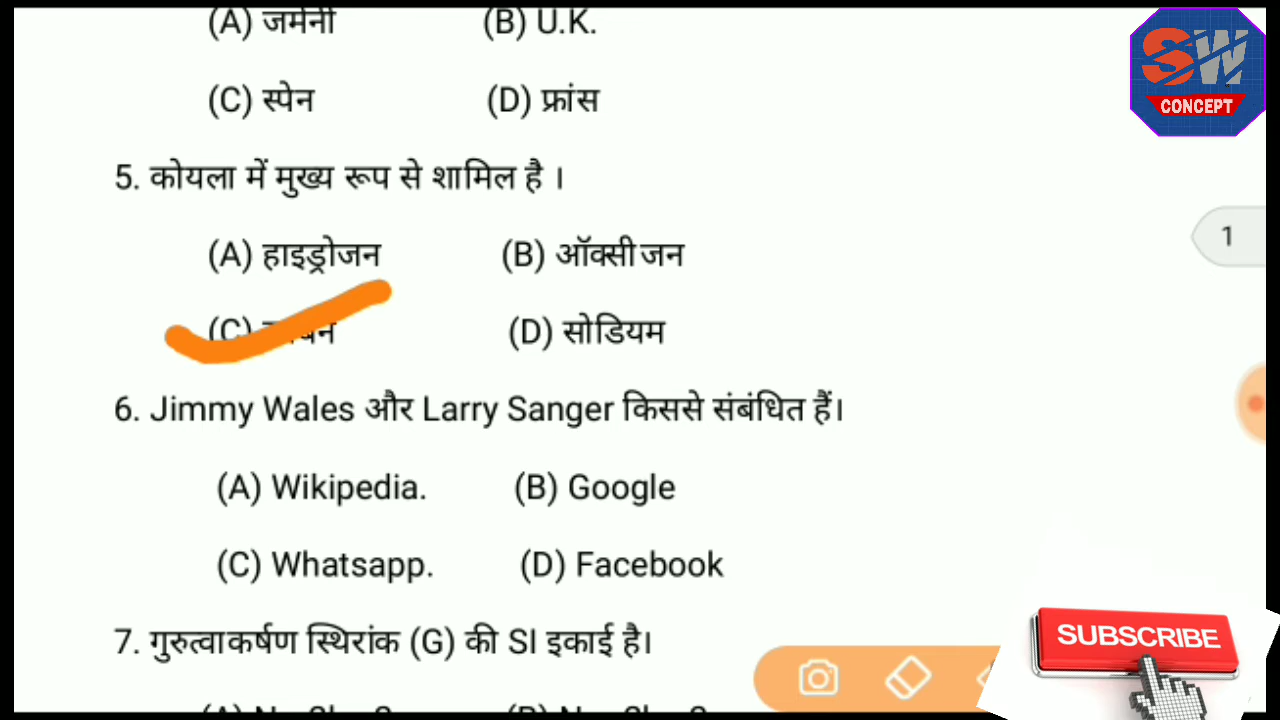 (A) जर्मनी (B) U.K.
SW
CONCEPT
(C) स्पेन (D) फ्रांस
5. कोयला में मुख्य रूप से शामिल है ।
1
(A) हाइड्रोजन (B) ऑक्सीजन
(C) (D) सोडियम
6. Jimmy Wales और Larry Sanger किससे संबंधित हैं।
(A) Wikipedia. (B) Google
(C) Whatsapp. (D) Facebook
7. गुरुत्वाकर्षण स्थिरांक (G) की SI इकाई है।
SUBSCRIBE